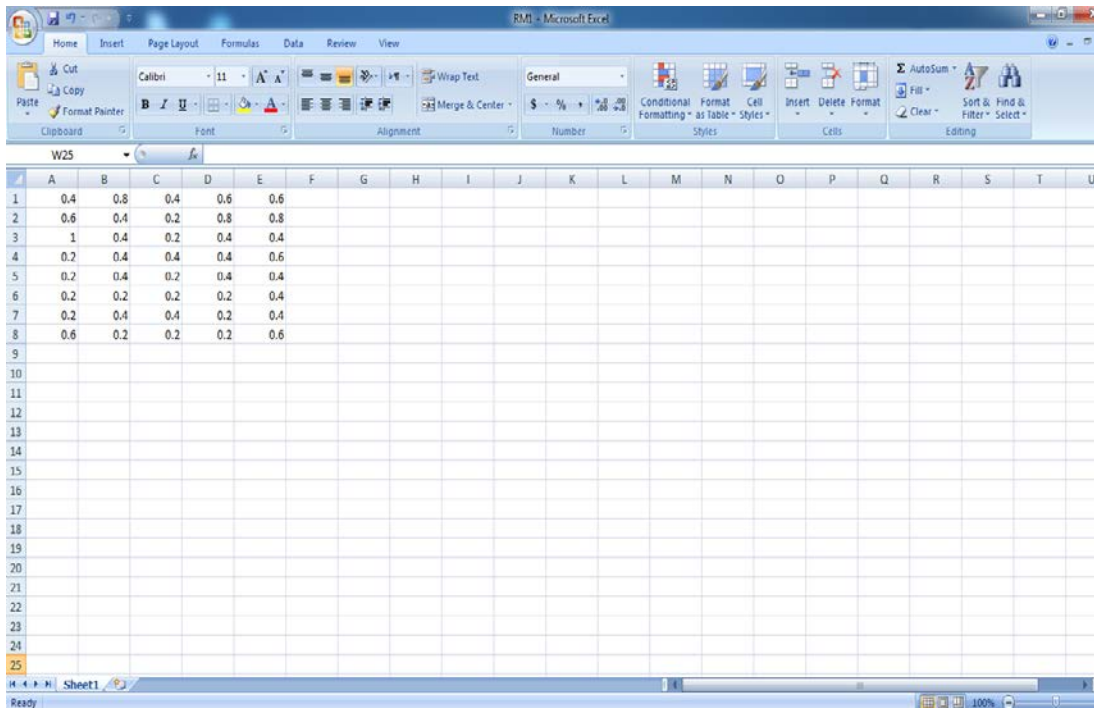 RM1 - Microsoft Excel
Home Insert Page Layout Formulas Data Review View
Cut
Copy
Format Painter
Paste
Clipboard
Calibri 11 A A
B I U A
Font
Wrap Text
Merge & Center
Alignment
General
$ % , .0 .00 .00 .0
Number
Conditional Formatting
Format as Table
Cell Styles
Styles
Insert Delete Format
Cells
Σ AutoSum
Fill
Clear
Sort & Filter
Find & Select
Editing
W25 fx
A B C D E F G H I J K L M N O P Q R S T U
1 0.4 0.8 0.4 0.6 0.6
2 0.6 0.4 0.2 0.8 0.8
3 1 0.4 0.2 0.4 0.4
4 0.2 0.4 0.4 0.4 0.6
5 0.2 0.4 0.2 0.4 0.4
6 0.2 0.2 0.2 0.2 0.4
7 0.2 0.4 0.4 0.2 0.4
8 0.6 0.2 0.2 0.2 0.6
9
10
11
12
13
14
15
16
17
18
19
20
21
22
23
24
25
Sheet1
Ready 100%